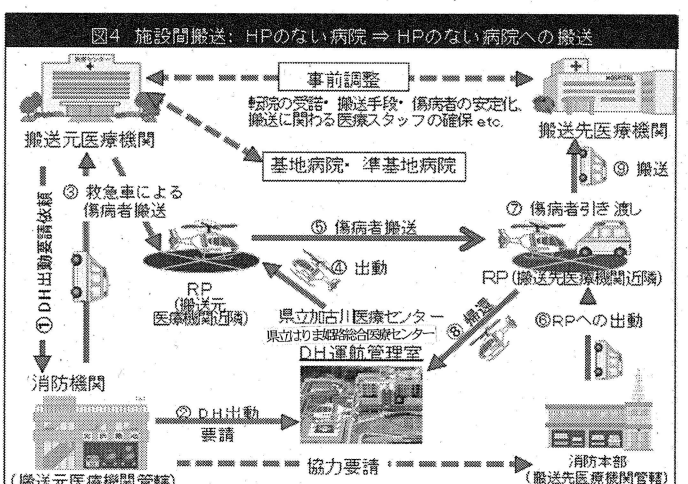 図4 施設間搬送: HPのない病院 ⇒ HPのない病院への搬送
医療センター
HOSPITAL
事前調整
転院の受諾・搬送手段・傷病者の安定化、
搬送に関わる医療スタッフの確保 etc.
搬送元医療機関
搬送先医療機関
基地病院・準基地病院
⑨ 搬送
③ 救急車による
傷病者搬送
① DH出動要請依頼
⑤ 傷病者搬送
⑦ 傷病者引き渡し
④ 出動
RP
(搬送元
医療機関近隣)
RP (搬送先医療機関近隣)
県立加古川医療センター
県立はりま姫路総合医療センター
DH運航管理室
⑧ 帰還
⑥RPへの出動
消防機関
② DH出動
要請
協力要請
(搬送元医療機関管轄)
消防本部
(搬送先医療機関管轄)